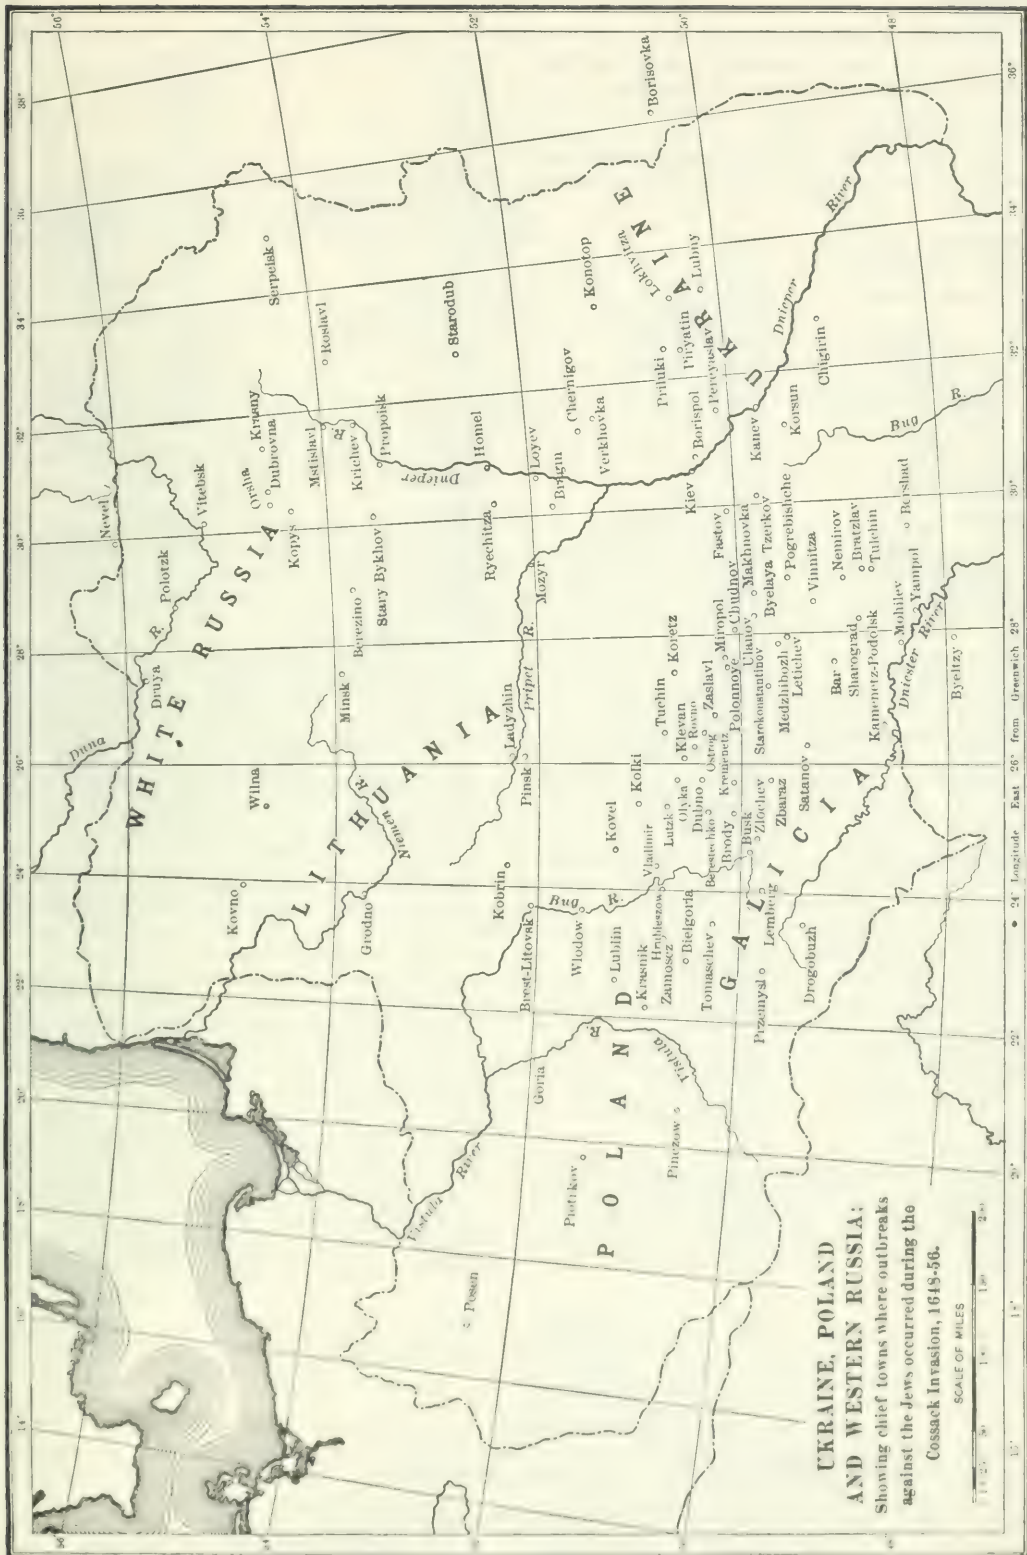 UKRAINE, POLAND
AND WESTERN RUSSIA:
Showing chief towns where outbreaks
against the Jews occurred during the
Cossack Invasion, 1648-56.
SCALE OF MILES
Longitude East 26° from Greenwich
WHITE RUSSIA
LITHUANIA
POLAND
GALICIA
UKRAINE
Duna
R.
Niemen R.
Pripet R.
Dnieper
R.
Dnieper River
Bug R.
Bug R.
Vistula River
Vistula R.
Dniester River
Nevel
Polotzk
Vitebsk
Druya
Orsha
Krasny
Dubrovna
Kopys
Serpeisk
Roslavl
Mstislavl
Krichev
Propoisk
Starodub
Wilna
Kovno
Grodno
Minsk
Berezino
Stary Bykhov
Homel
Ryechitza
Loyev
Mozyr
Bragin
Chernigov
Verkhovka
Konotop
Borisovka
Lokhvitza
Lubny
Priluki
Piryatin
Pereyaslav
Borispol
Kiev
Kanev
Korsun
Chigirin
Ladyzhin
Pinsk
Kobrin
Brest-Litovsk
Wlodow
Lublin
Krasnik
Hrubieszow
Zamoscz
Bielgoria
Tomaschev
Przemysl
Lemberg
Drogobuzh
Goria
Piotrkov
Pinczow
Posen
Kovel
Kolki
Vladimir
Lutzk
Olyka
Dubno
Berestechko
Brody
Busk
Zlochev
Zbaraz
Satanov
Kremenetz
Ostrog
Rovno
Klevan
Tuchin
Koretz
Zaslavl
Polonnoye
Miropol
Chudnov
Ulanov
Starokonstantinov
Medzhibozh
Letichev
Fastov
Makhnovka
Byelaya Tzerkov
Pogrebishche
Vinnitza
Nemirov
Bratzlav
Tulchin
Bershad
Bar
Sharograd
Mohilev
Yampol
Kamenetz-Podolsk
Byeltzy